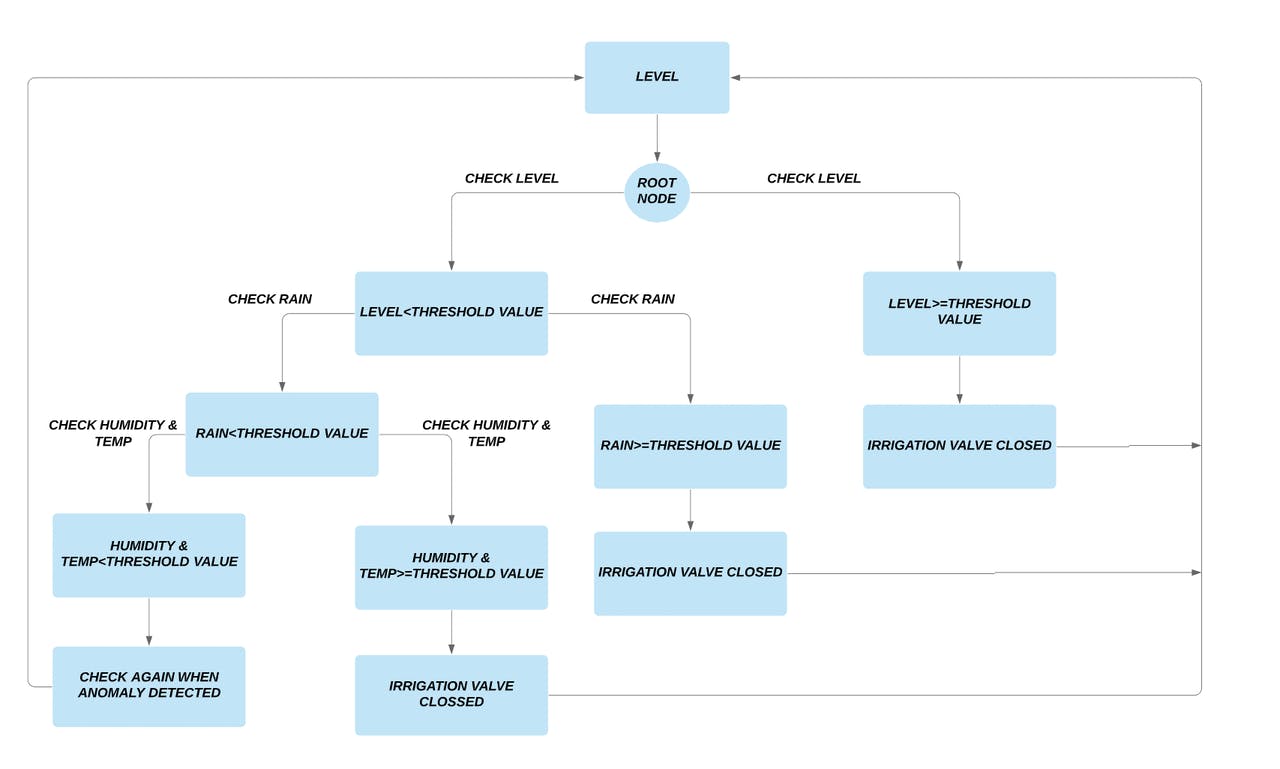 LEVEL
ROOT
NODE
CHECK LEVEL
CHECK LEVEL
LEVEL<THRESHOLD VALUE
LEVEL>=THRESHOLD
VALUE
CHECK RAIN
CHECK RAIN
RAIN<THRESHOLD VALUE
RAIN>=THRESHOLD VALUE
IRRIGATION VALVE CLOSED
CHECK HUMIDITY &
TEMP
CHECK HUMIDITY &
TEMP
HUMIDITY &
TEMP<THRESHOLD VALUE
HUMIDITY &
TEMP>=THRESHOLD VALUE
IRRIGATION VALVE CLOSED
CHECK AGAIN WHEN
ANOMALY DETECTED
IRRIGATION VALVE
CLOSSED